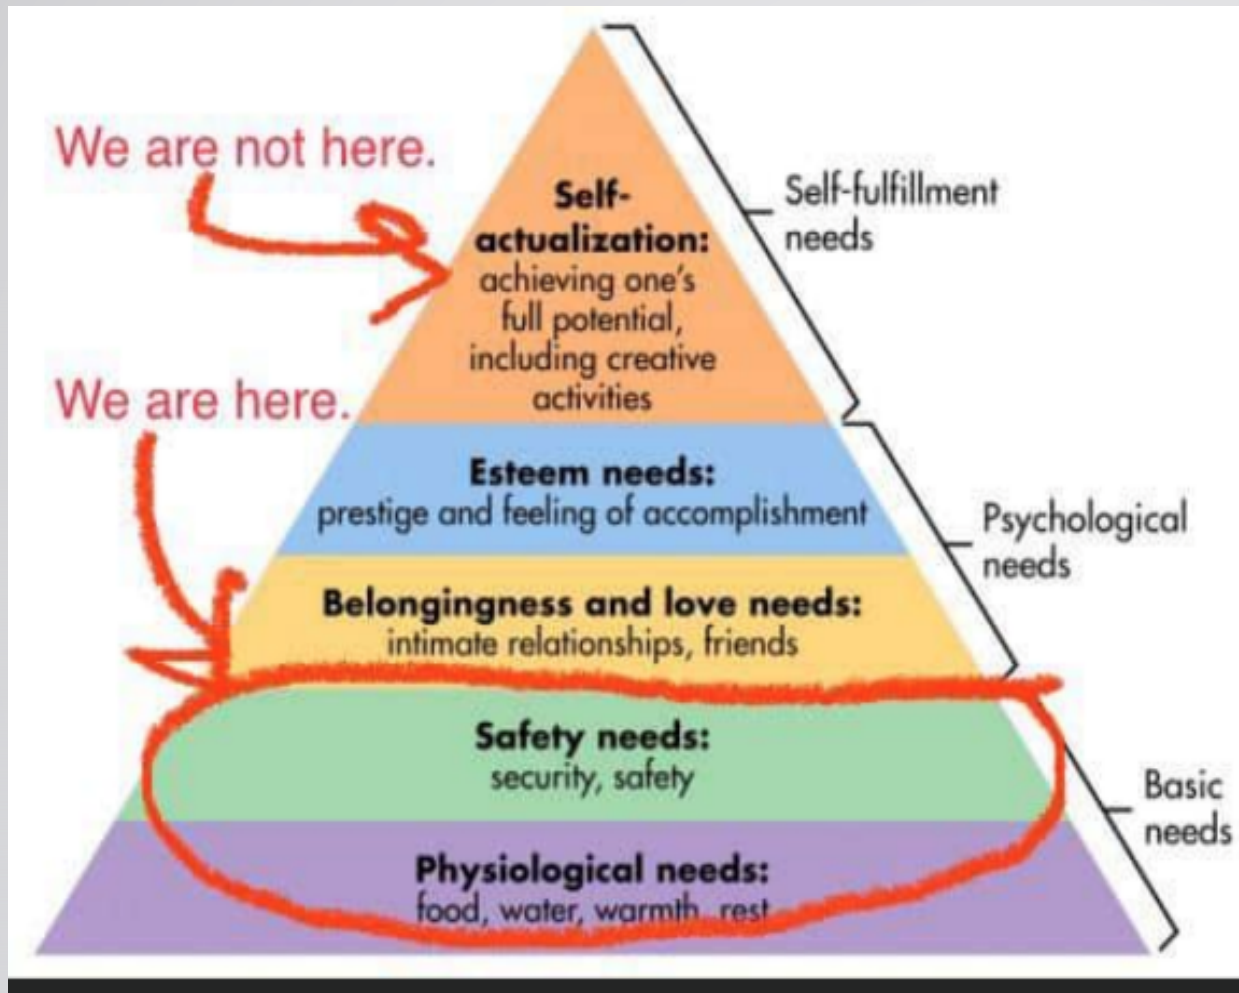 We are not here.
Self-
actualization:
achieving one's
full potential,
including creative
activities
Self-fulfillment
needs
We are here.
Esteem needs:
prestige and feeling of accomplishment
Psychological
needs
Belongingness and love needs:
intimate relationships, friends
Safety needs:
security, safety
Basic
needs
Physiological needs:
food, water, warmth, rest